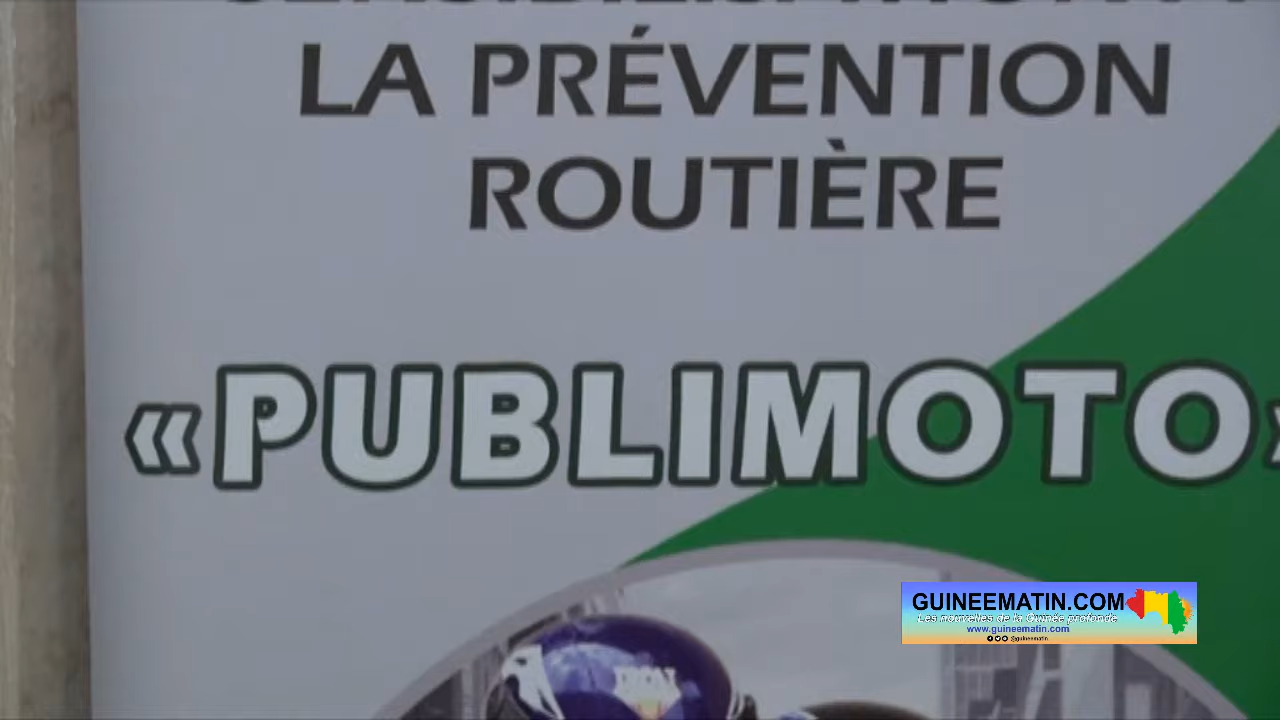 LA PRÉVENTION
ROUTIÈRE
«PUBLIMOTO»
GUINEEMATIN.COM
Les nouvelles de la Guinée profonde
www.guineematin.com
@guineematin